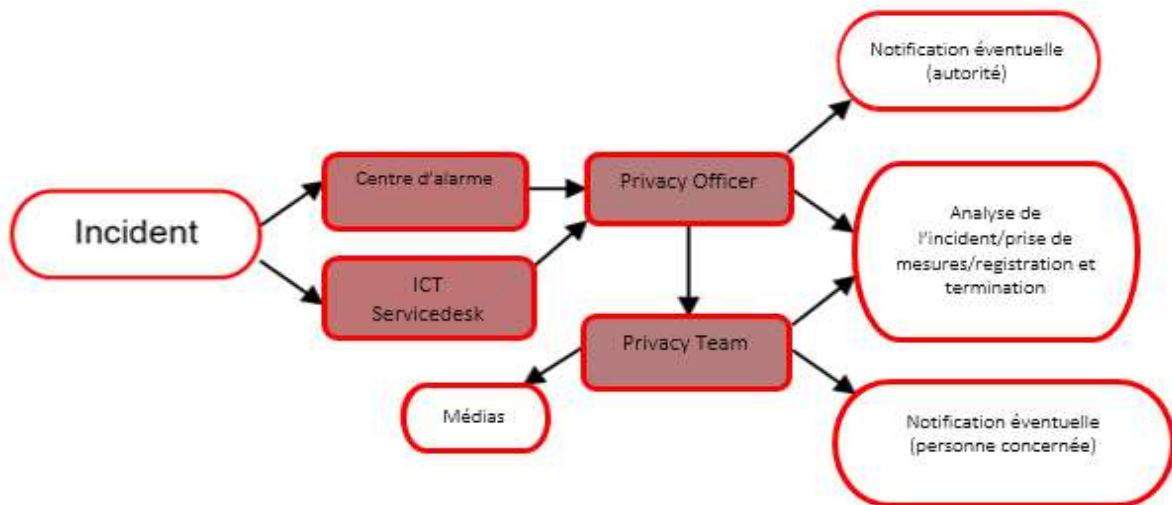 Notification éventuelle
(autorité)
Centre d'alarme
Privacy Officer
Incident
Analyse de
l'incident/prise de
mesures/registration et
termination
ICT
Servicedesk
Privacy Team
Médias
Notification éventuelle
(personne concernée)